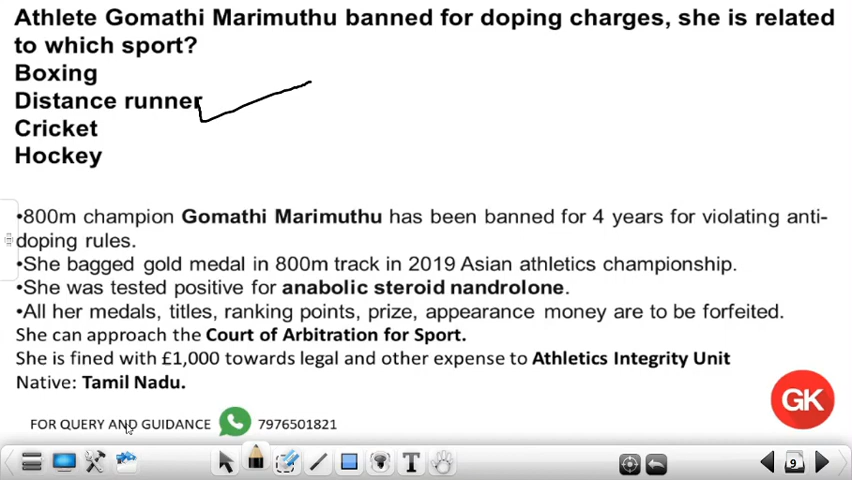 Athlete Gomathi Marimuthu banned for doping charges, she is related
to which sport?
Boxing
Distance runner
Cricket
Hockey
•800m champion Gomathi Marimuthu has been banned for 4 years for violating anti-
doping rules.
•She bagged gold medal in 800m track in 2019 Asian athletics championship.
•She was tested positive for anabolic steroid nandrolone.
•All her medals, titles, ranking points, prize, appearance money are to be forfeited.
She can approach the Court of Arbitration for Sport.
She is fined with £1,000 towards legal and other expense to Athletics Integrity Unit
Native: Tamil Nadu.
GK
FOR QUERY AND GUIDANCE 7976501821
T
9